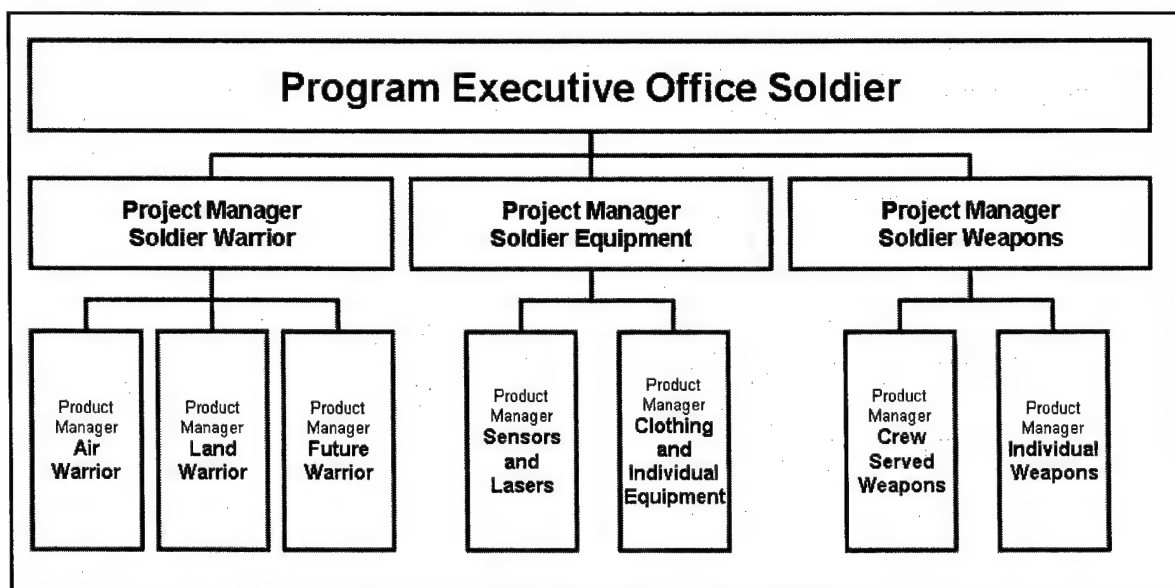 Program Executive Office Soldier
Project Manager
Soldier Warrior
Project Manager
Soldier Equipment
Project Manager
Soldier Weapons
Product
Manager
Air
Warrior
Product
Manager
Land
Warrior
Product
Manager
Future
Warrior
Product
Manager
Sensors
and
Lasers
Product
Manager
Clothing
and
Individual
Equipment
Product
Manager
Crew
Served
Weapons
Product
Manager
Individual
Weapons